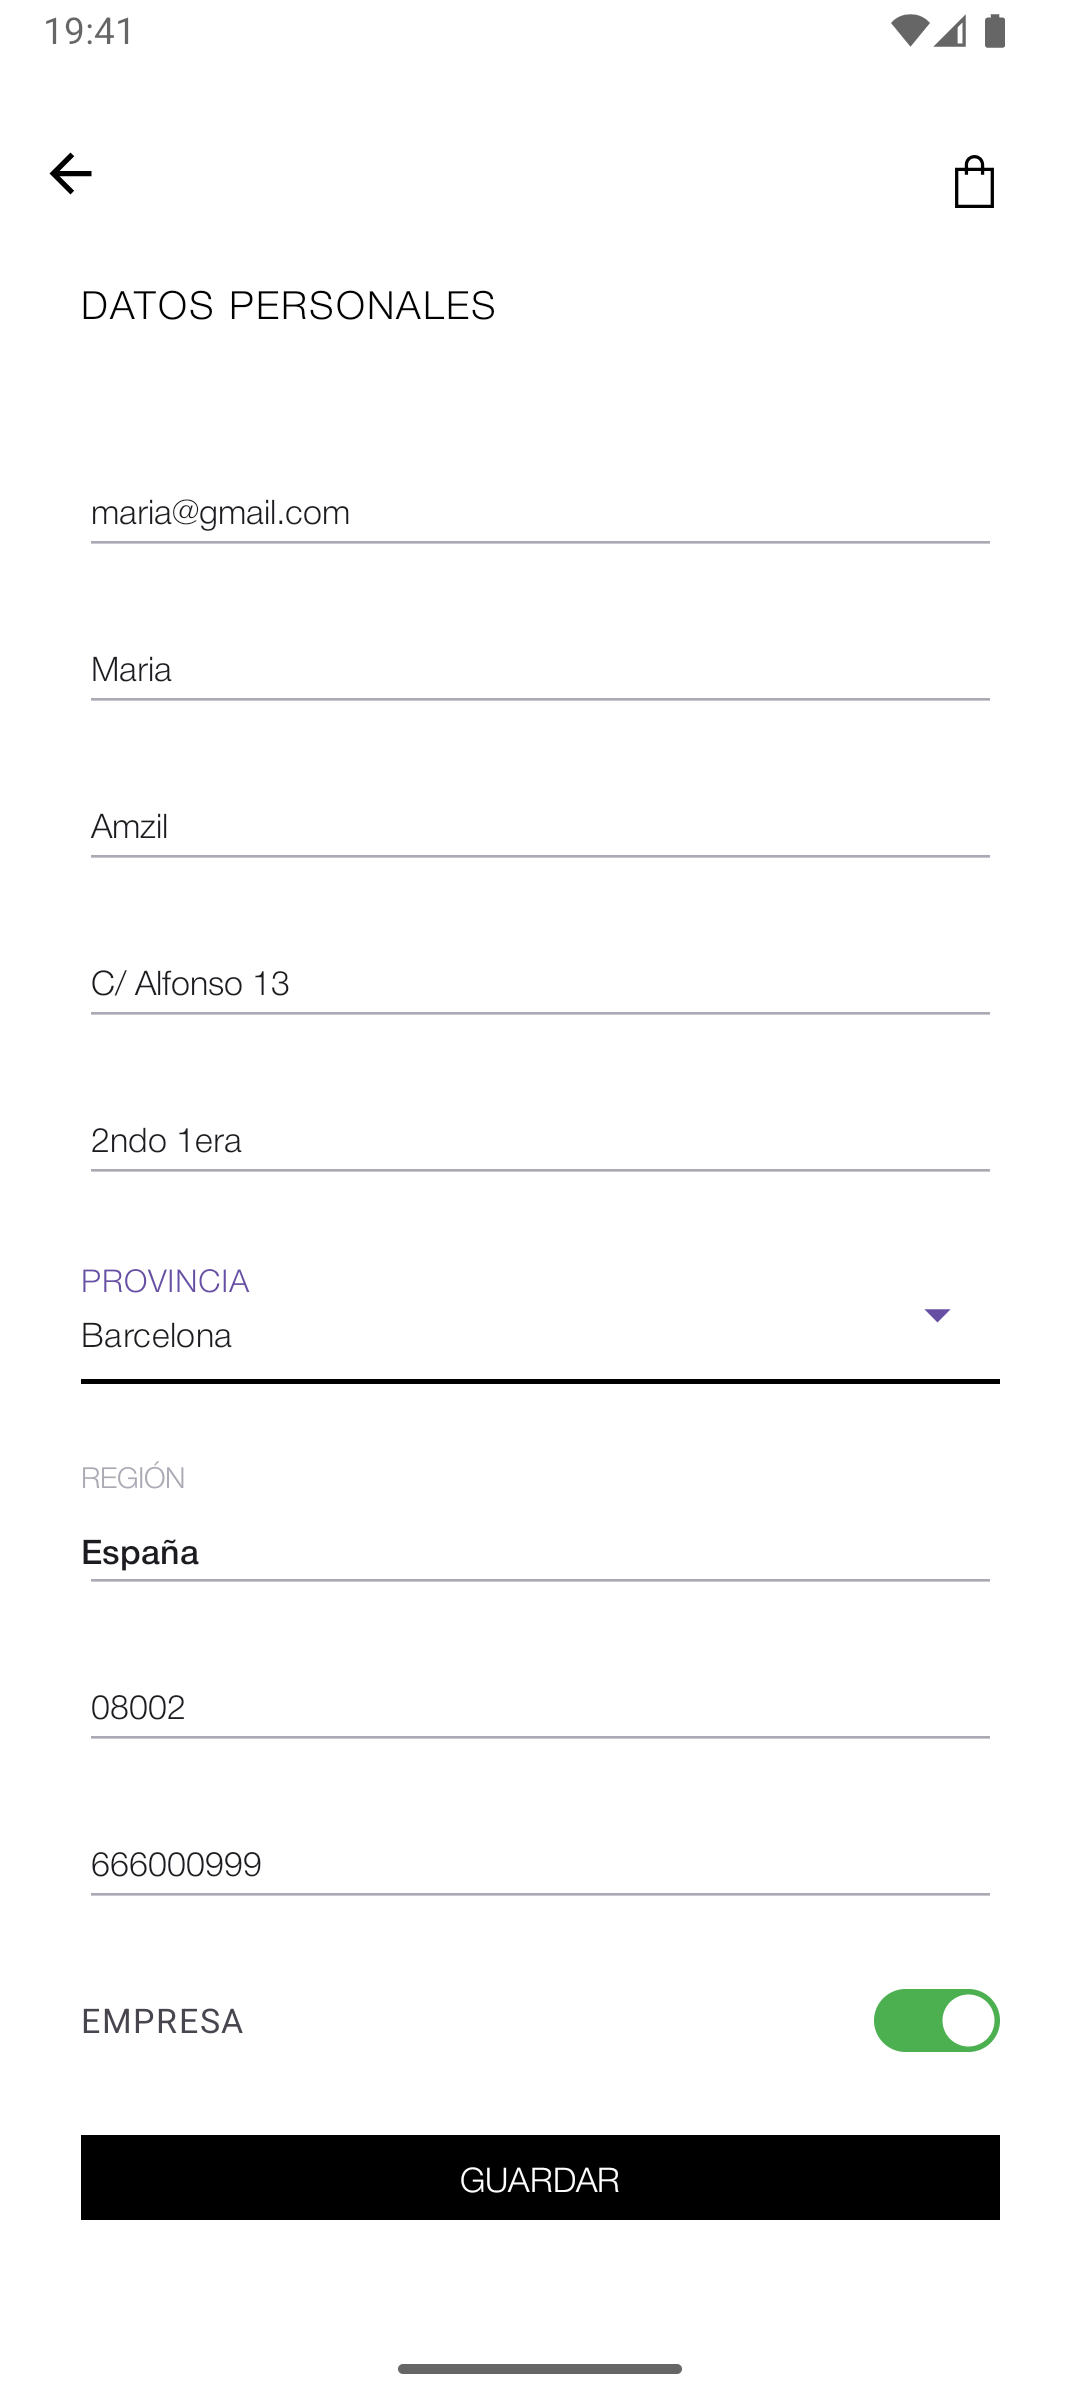 19:41
DATOS PERSONALES
maria@gmail.com
Maria
Amzil
C/ Alfonso 13
2ndo 1era
PROVINCIA
Barcelona
REGIÓN
España
08002
666000999
EMPRESA
GUARDAR